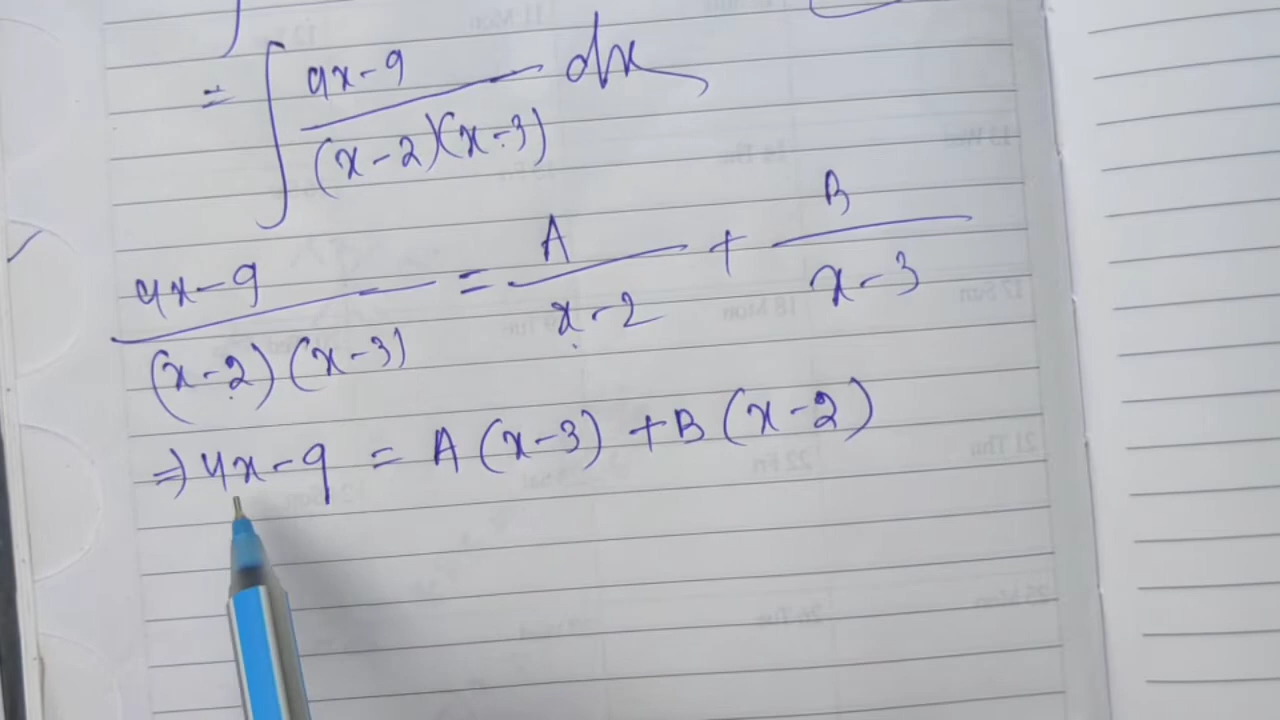 = ∫ 4x-9 / (x-2)(x-3) dx
4x-9 / (x-2)(x-3) = A / x-2 + B / x-3
⇒ 4x-9 = A(x-3) + B(x-2)